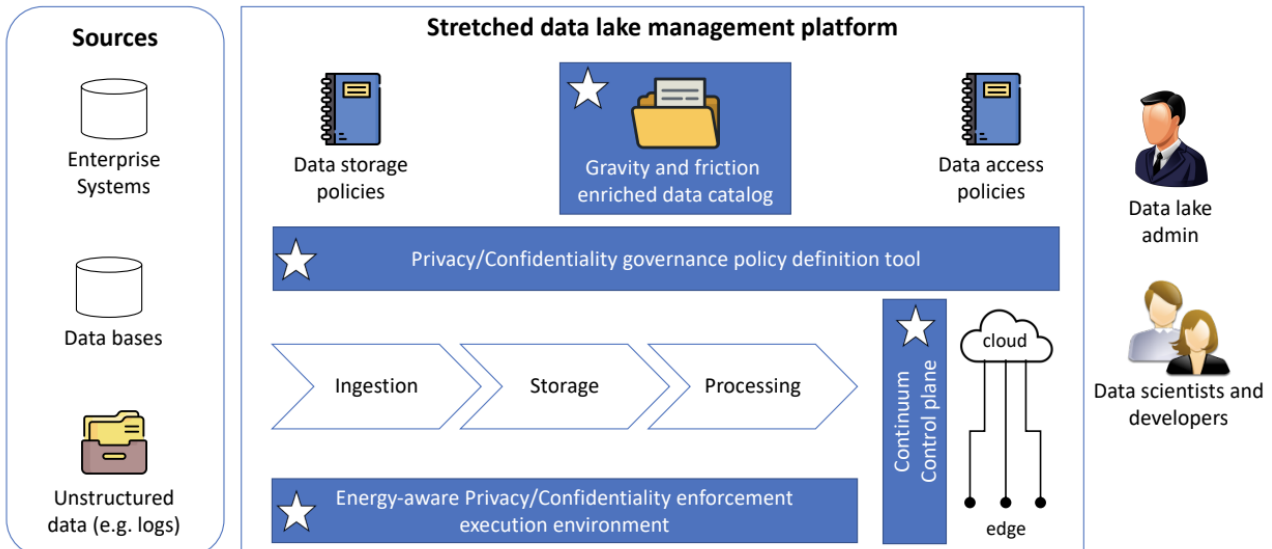 Sources
Enterprise
Systems
Data bases
Unstructured
data (e.g. logs)
Stretched data lake management platform
Data storage
policies
Gravity and friction
enriched data catalog
Data access
policies
Privacy/Confidentiality governance policy definition tool
Ingestion
Storage
Processing
Continuum
Control plane
cloud
edge
Energy-aware Privacy/Confidentiality enforcement
execution environment
Data lake
admin
Data scientists and
developers